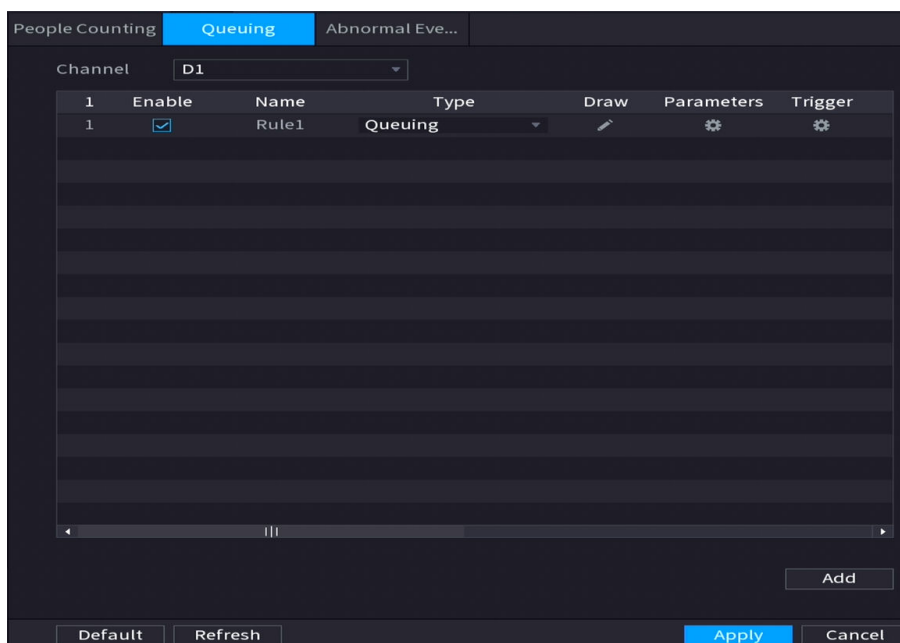 People Counting Queuing Abnormal Eve...
Channel D1
1 Enable Name Type Draw Parameters Trigger
1 Rule1 Queuing
Add
Default Refresh Apply Cancel